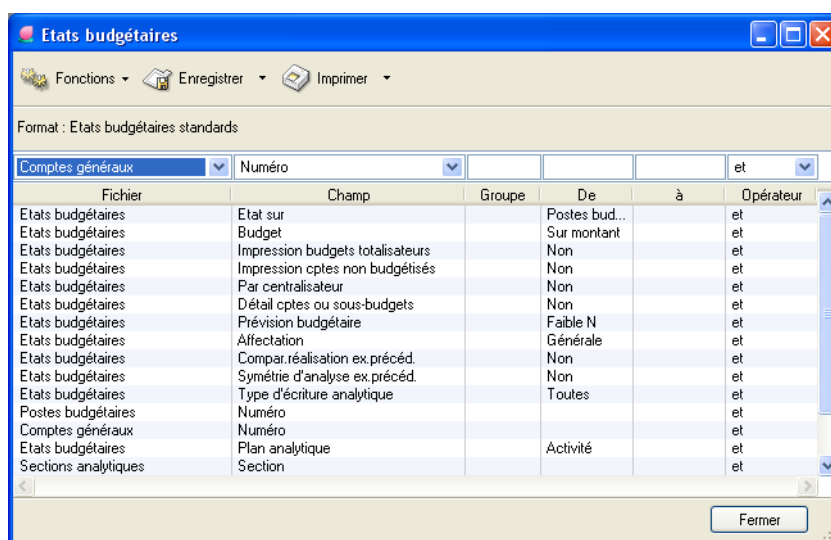 Etats budgétaires
Fonctions Enregistrer Imprimer
Format : Etats budgétaires standards
Comptes généraux Numéro et
Fichier Champ Groupe De à Opérateur
Etats budgétaires Etat sur Postes bud... et
Etats budgétaires Budget Sur montant et
Etats budgétaires Impression budgets totalisateurs Non et
Etats budgétaires Impression cptes non budgétisés Non et
Etats budgétaires Par centralisateur Non et
Etats budgétaires Détail cptes ou sous-budgets Non et
Etats budgétaires Prévision budgétaire Faible N et
Etats budgétaires Affectation Générale et
Etats budgétaires Compar.réalisation ex.précéd. Non et
Etats budgétaires Symétrie d'analyse ex.précéd. Non et
Etats budgétaires Type d'écriture analytique Toutes et
Postes budgétaires Numéro et
Comptes généraux Numéro et
Etats budgétaires Plan analytique Activité et
Sections analytiques Section et
Fermer